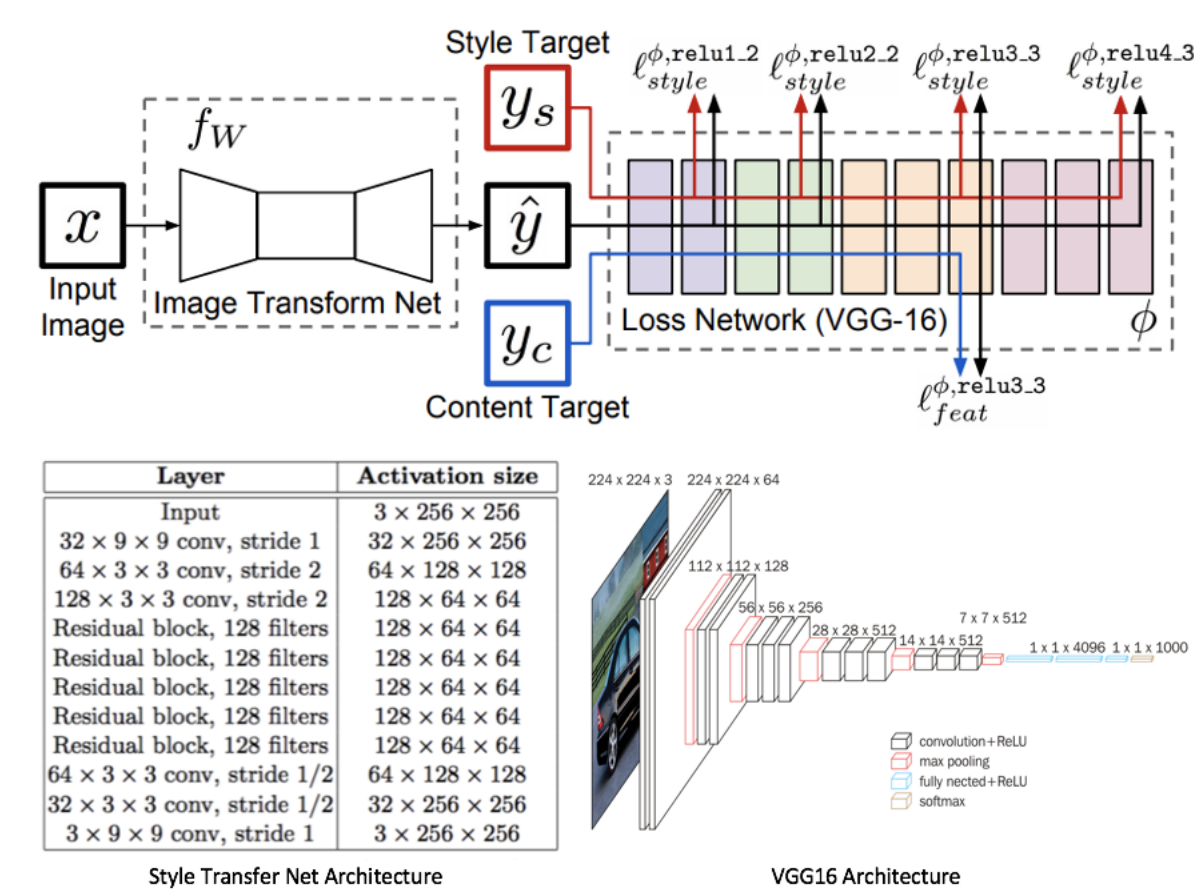 Style Target
ℓ_{style}^{ϕ,relu1_2} ℓ_{style}^{ϕ,relu2_2} ℓ_{style}^{ϕ,relu3_3} ℓ_{style}^{ϕ,relu4_3}
f_W
y_s
x
ŷ
Input
Image
Image Transform Net
y_c
Loss Network (VGG-16)
ϕ
Content Target
ℓ_{feat}^{ϕ,relu3_3}
Layer Activation size
Input 3 × 256 × 256
32 × 9 × 9 conv, stride 1 32 × 256 × 256
64 × 3 × 3 conv, stride 2 64 × 128 × 128
128 × 3 × 3 conv, stride 2 128 × 64 × 64
Residual block, 128 filters 128 × 64 × 64
Residual block, 128 filters 128 × 64 × 64
Residual block, 128 filters 128 × 64 × 64
Residual block, 128 filters 128 × 64 × 64
Residual block, 128 filters 128 × 64 × 64
64 × 3 × 3 conv, stride 1/2 64 × 128 × 128
32 × 3 × 3 conv, stride 1/2 32 × 256 × 256
3 × 9 × 9 conv, stride 1 3 × 256 × 256
Style Transfer Net Architecture
224 x 224 x 3 224 x 224 x 64
112 x 112 x 128
56 x 56 x 256
28 x 28 x 512
14 x 14 x 512
7 x 7 x 512
1 x 1 x 4096 1 x 1 x 1000
convolution+ReLU
max pooling
fully nected+ReLU
softmax
VGG16 Architecture